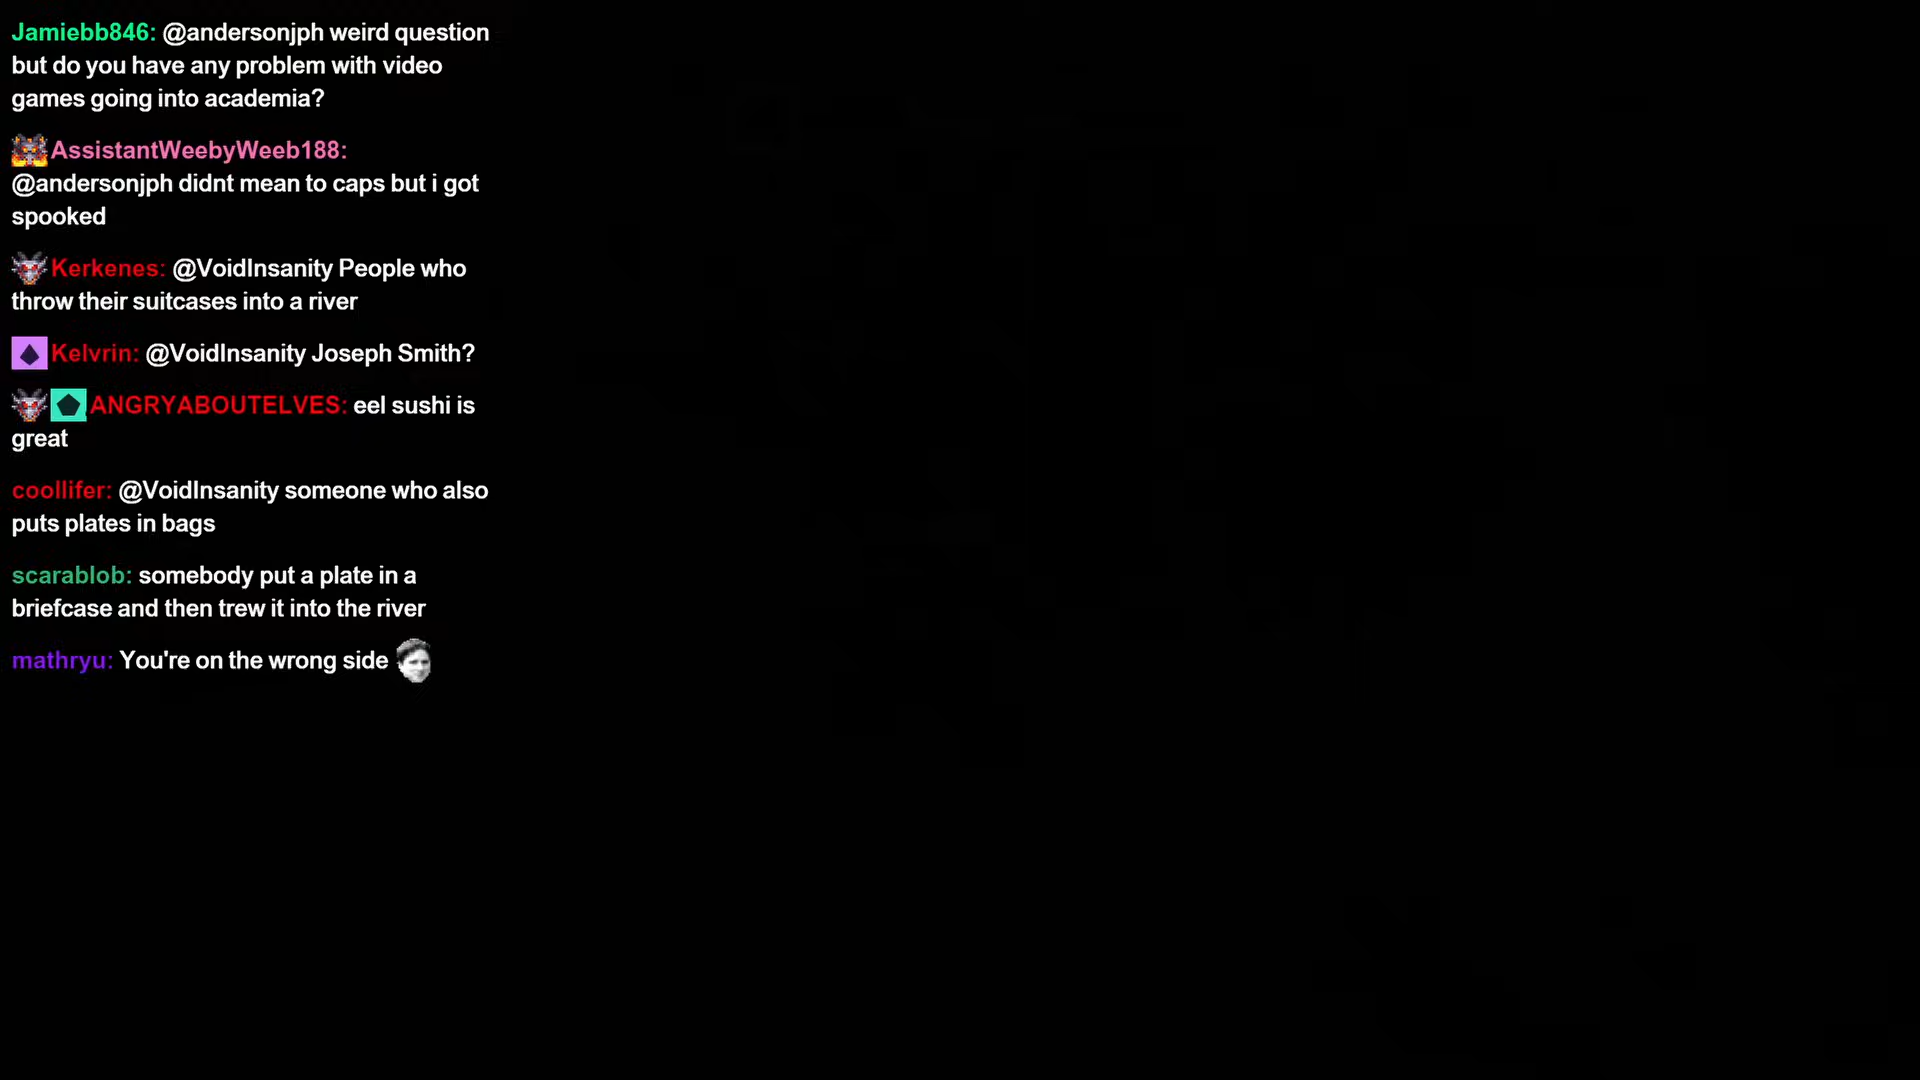 Jamiebb846: @andersonjph weird question
but do you have any problem with video
games going into academia?
AssistantWeebyWeeb188:
@andersonjph didnt mean to caps but i got
spooked
Kerkenes: @VoidInsanity People who
throw their suitcases into a river
Kelvrin: @VoidInsanity Joseph Smith?
ANGRYABOUTELVES: eel sushi is
great
coollifer: @VoidInsanity someone who also
puts plates in bags
scarablob: somebody put a plate in a
briefcase and then trew it into the river
mathryu: You're on the wrong side